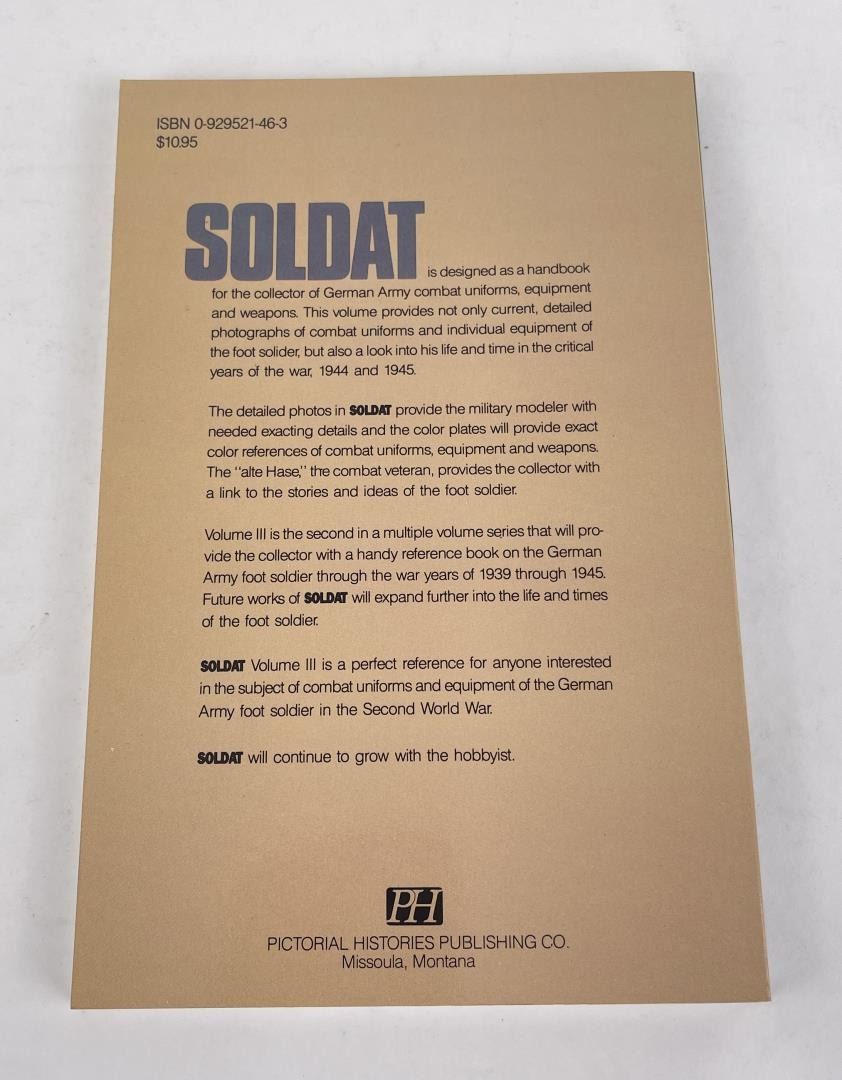 ISBN 0-929521-46-3
$10.95
SOLDAT is designed as a handbook
for the collector of German Army combat uniforms, equipment
and weapons. This volume provides not only current, detailed
photographs of combat uniforms and individual equipment of
the foot solider, but also a look into his life and time in the critical
years of the war, 1944 and 1945.
The detailed photos in SOLDAT provide the military modeler with
needed exacting details and the color plates will provide exact
color references of combat uniforms, equipment and weapons.
The "alte Hase," the combat veteran, provides the collector with
a link to the stories and ideas of the foot soldier.
Volume III is the second in a multiple volume series that will pro-
vide the collector with a handy reference book on the German
Army foot soldier through the war years of 1939 through 1945.
Future works of SOLDAT will expand further into the life and times
of the foot soldier.
SOLDAT Volume III is a perfect reference for anyone interested
in the subject of combat uniforms and equipment of the German
Army foot soldier in the Second World War.
SOLDAT will continue to grow with the hobbyist.
PH
PICTORIAL HISTORIES PUBLISHING CO.
Missoula, Montana